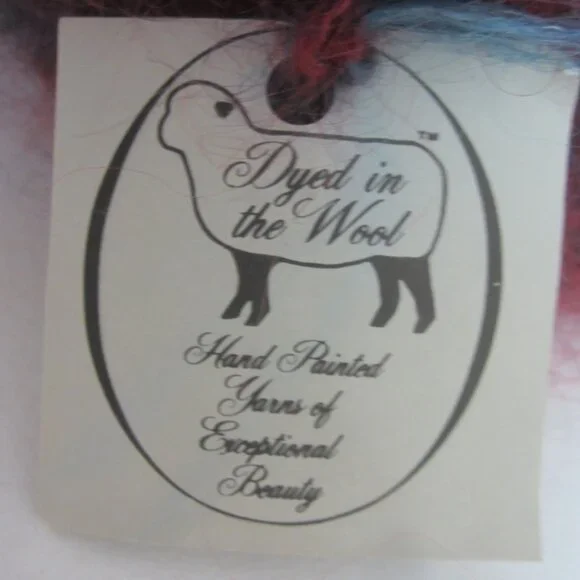 Dyed in
the Wool
TM
Hand Painted
Yarns of
Exceptional
Beauty